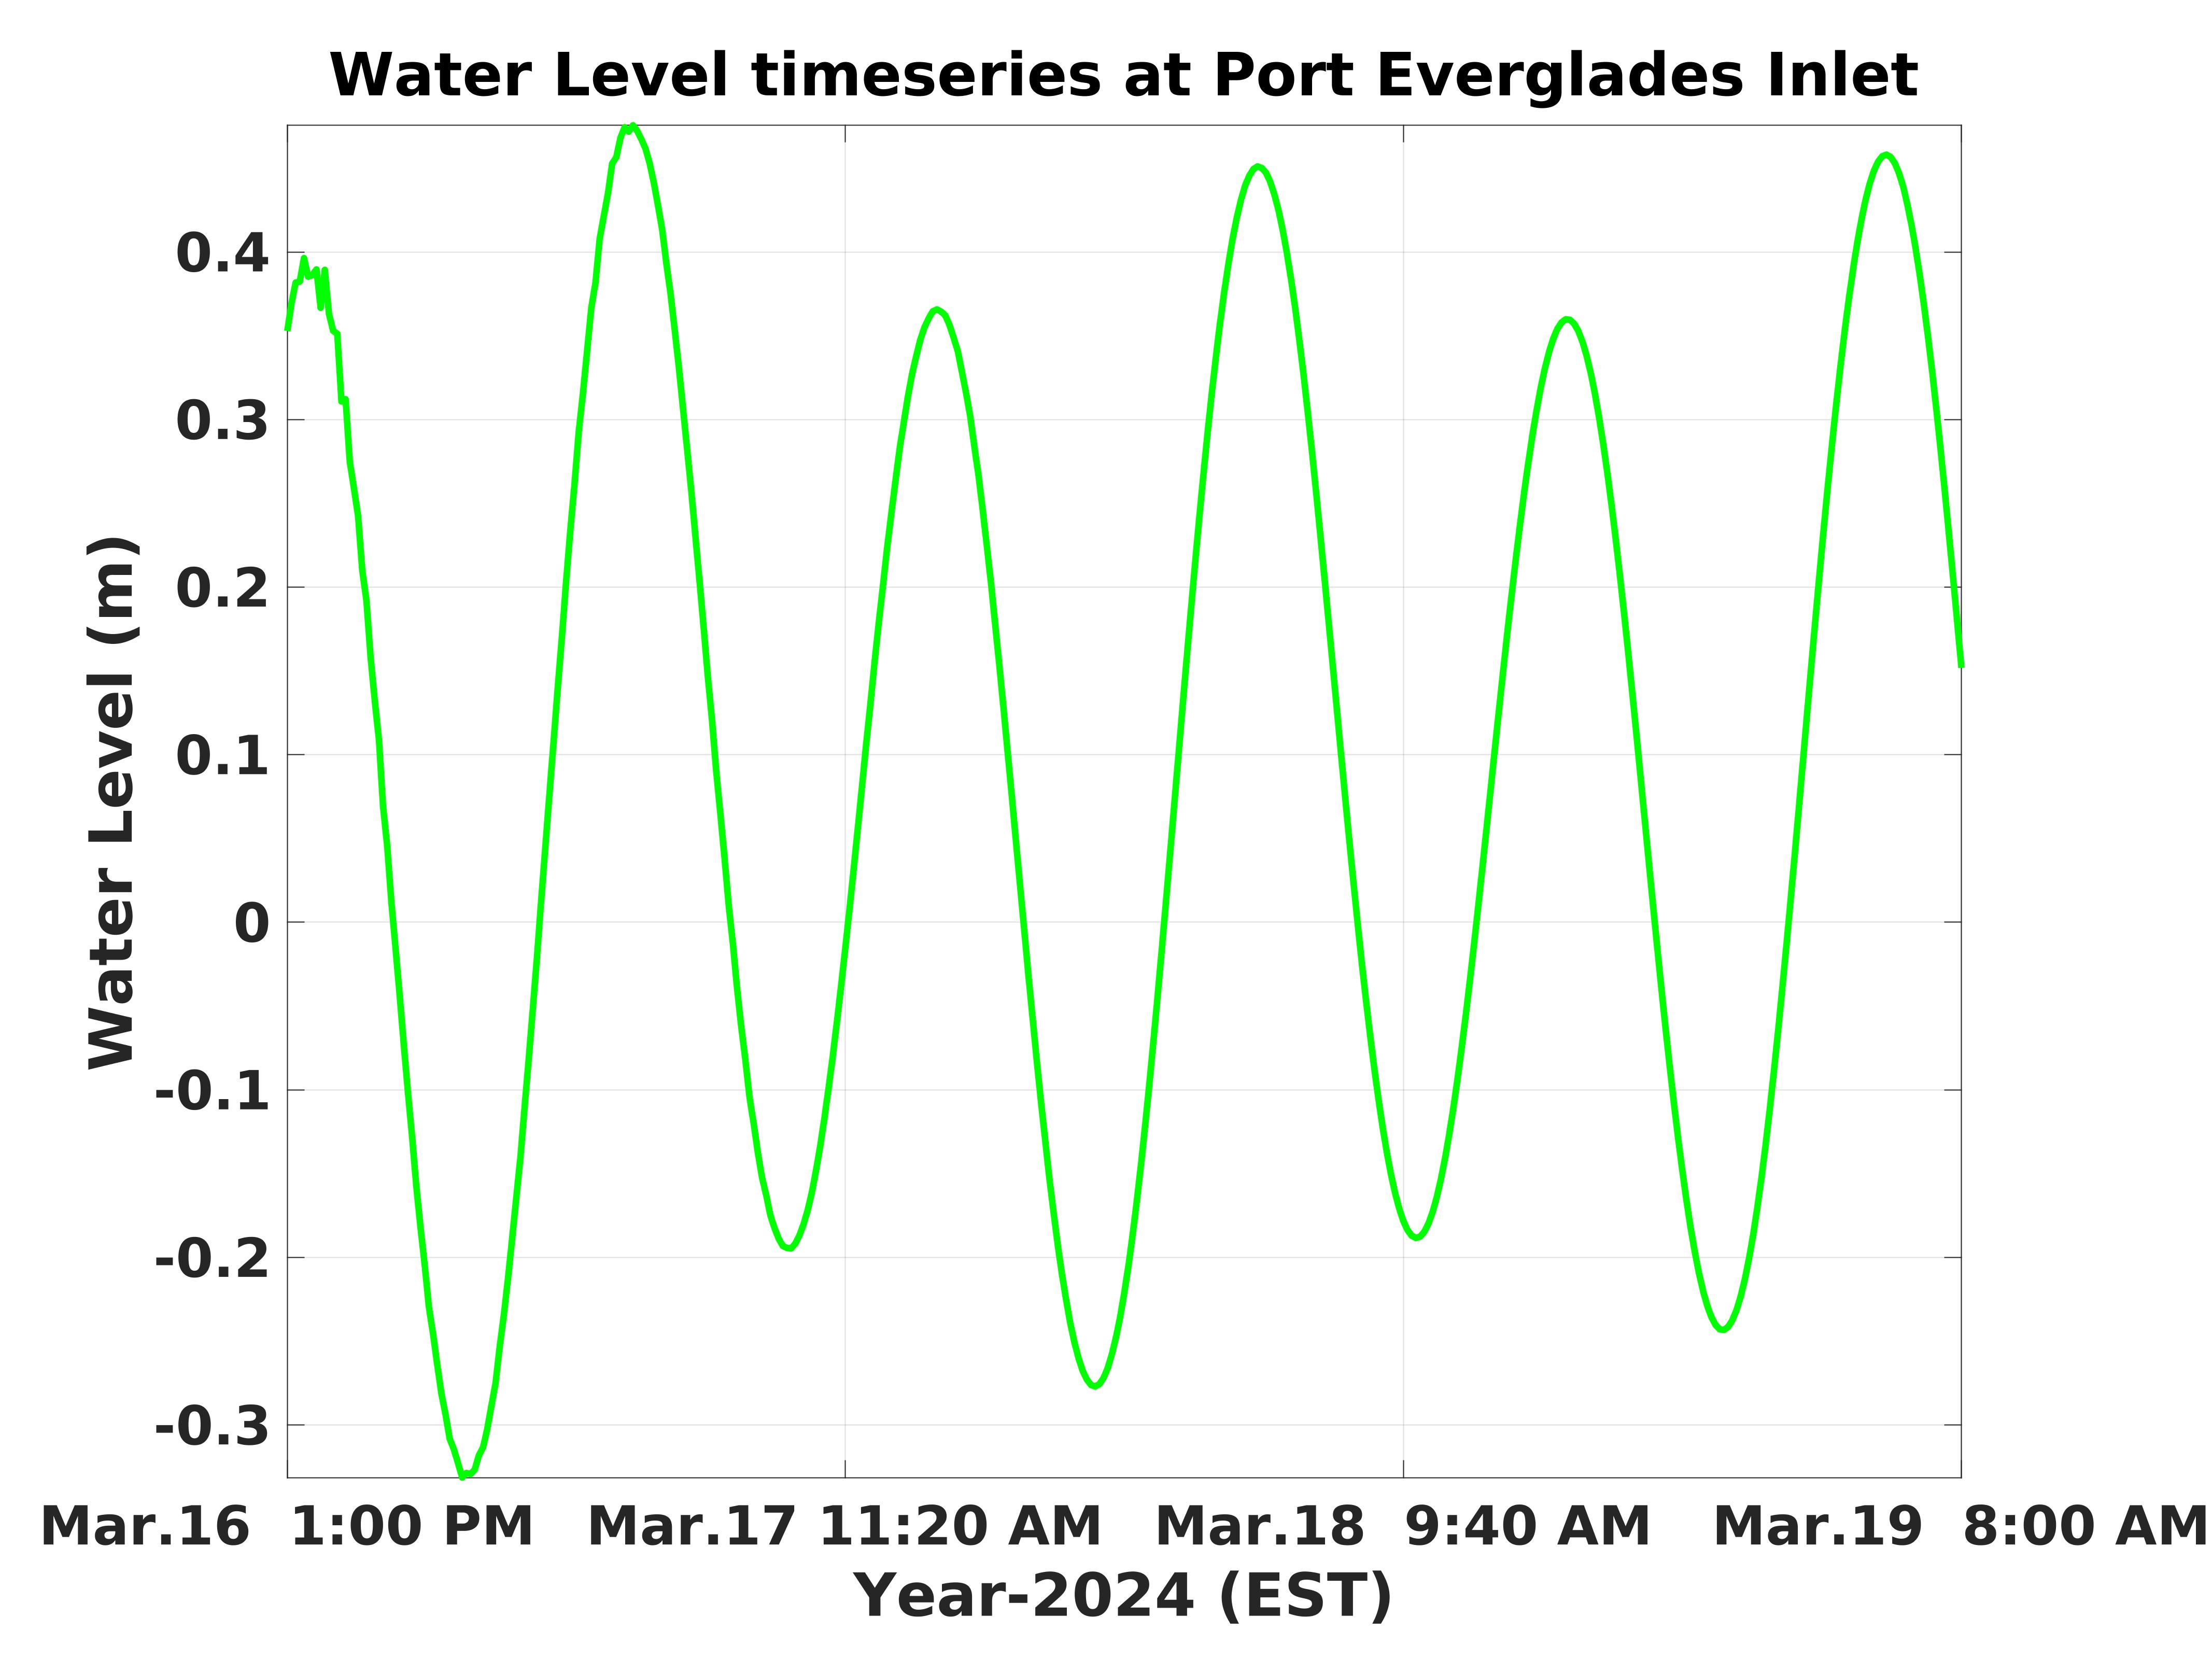 Water Level timeseries at Port Everglades Inlet
Water Level (m)
0.4
0.3
0.2
0.1
0
-0.1
-0.2
-0.3
Mar.16 1:00 PM Mar.17 11:20 AM Mar.18 9:40 AM Mar.19 8:00 AM
Year-2024 (EST)